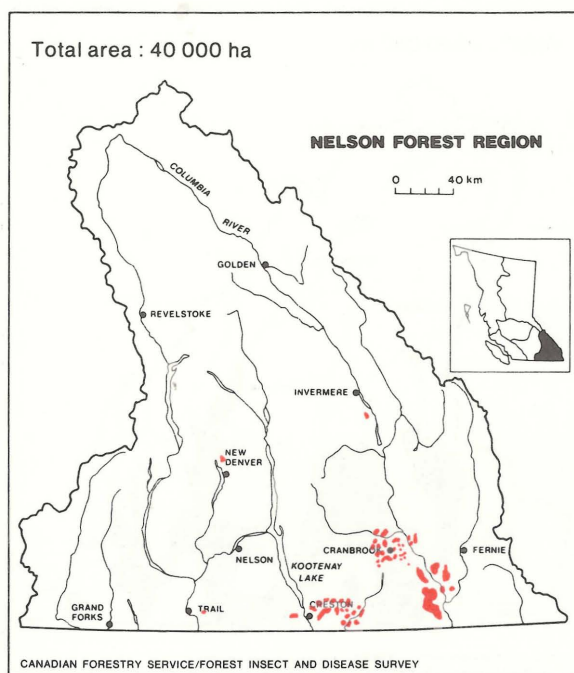 Total area : 40 000 ha
NELSON FOREST REGION
0 40 km
COLUMBIA
RIVER
GOLDEN
REVELSTOKE
INVERMERE
NEW
DENVER
NELSON
KOOTENAY
LAKE
CRANBROOK
FERNIE
GRAND
FORKS
TRAIL
CRESTON
CANADIAN FORESTRY SERVICE/FOREST INSECT AND DISEASE SURVEY